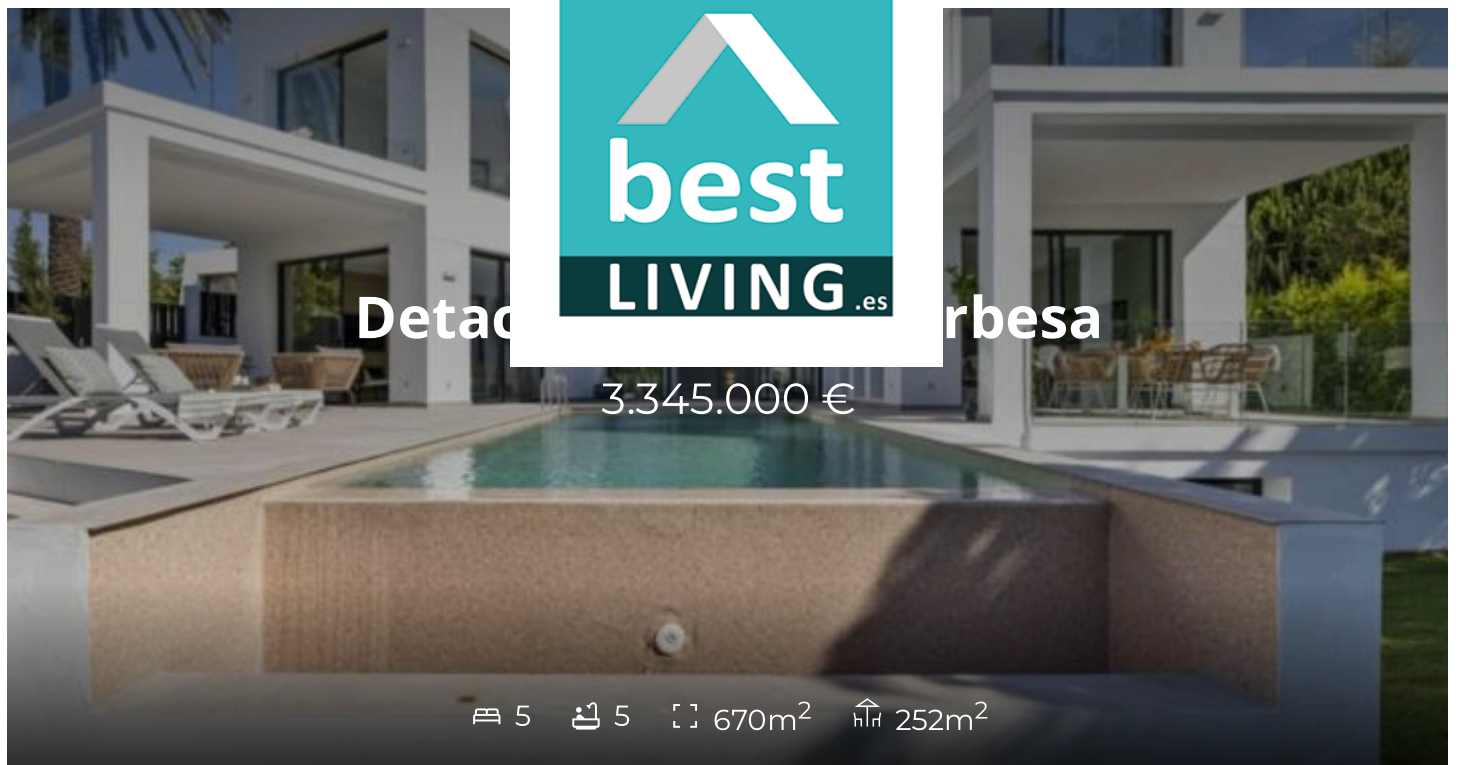 best
LIVING.es
Detac rbesa
3.345.000 €
5 5 670m² 252m²